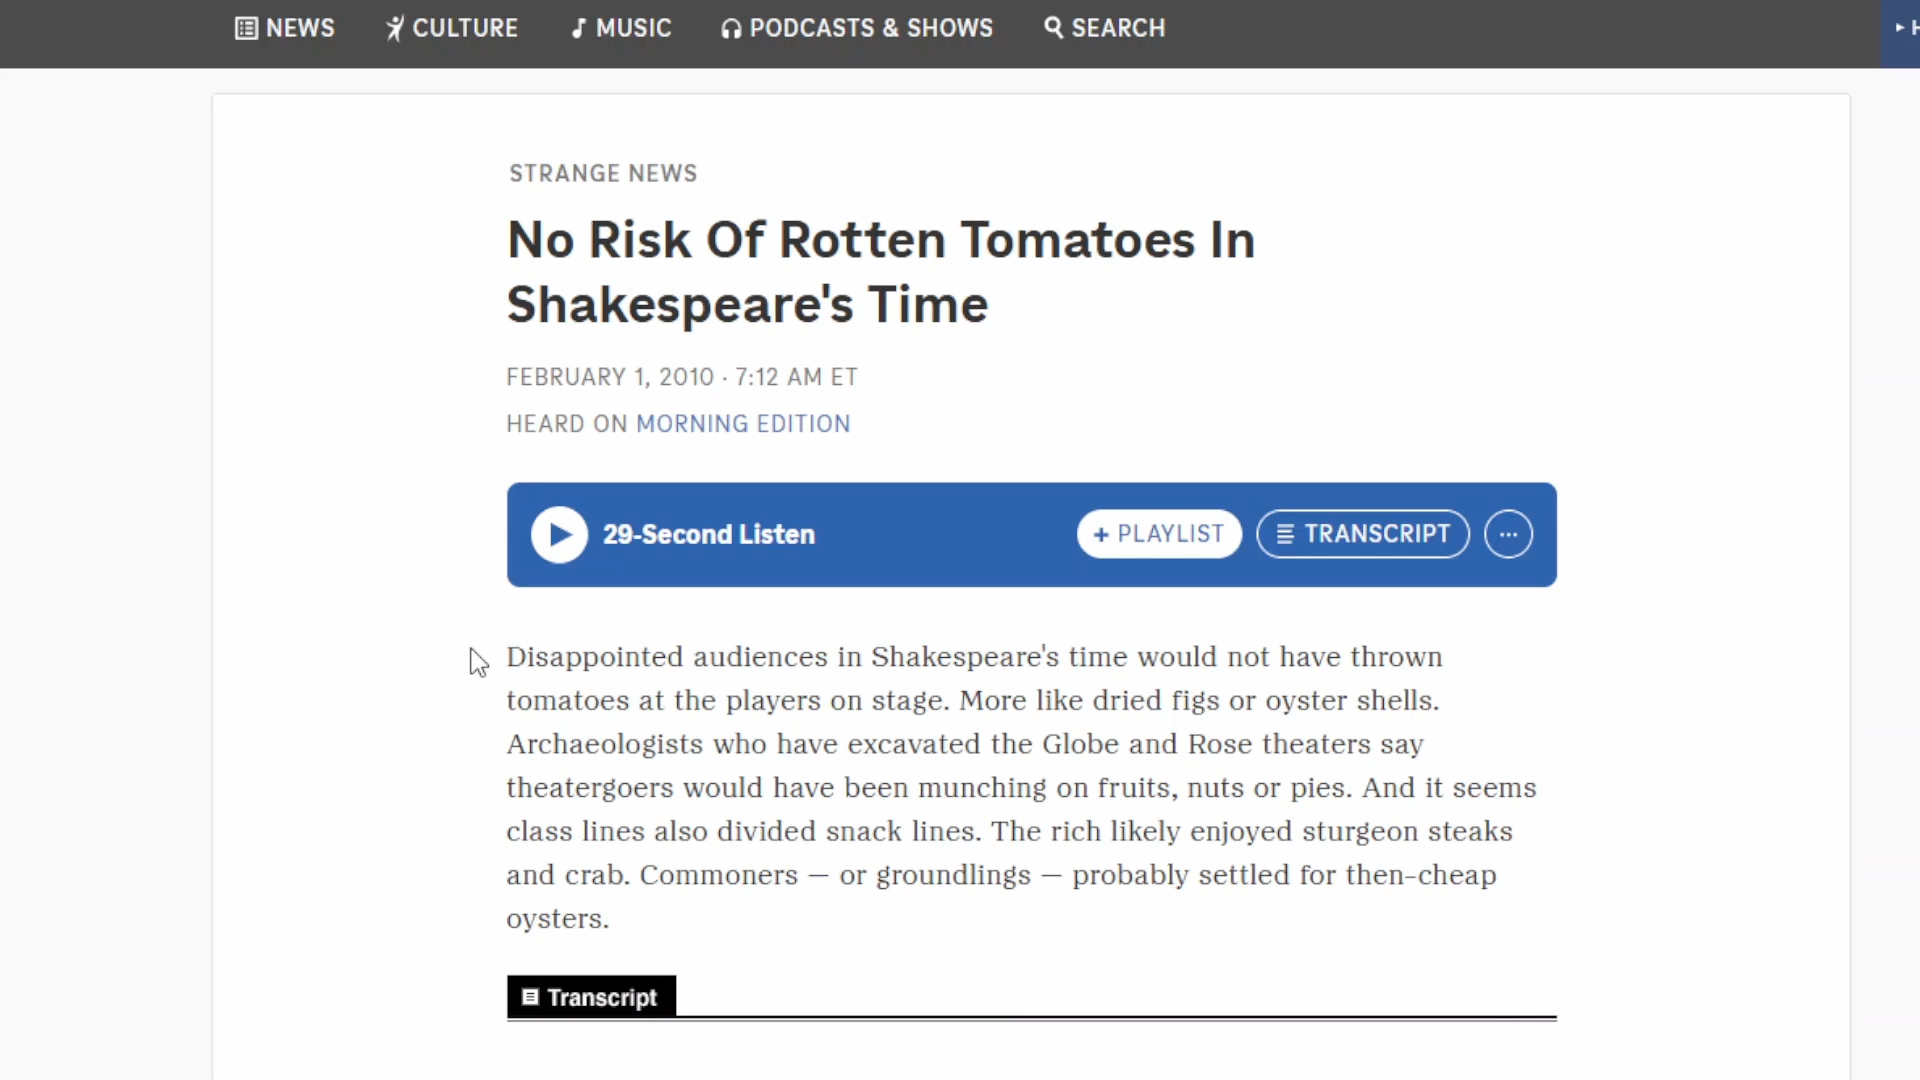 NEWS CULTURE MUSIC PODCASTS & SHOWS SEARCH
STRANGE NEWS
No Risk Of Rotten Tomatoes In
Shakespeare's Time
FEBRUARY 1, 2010 · 7:12 AM ET
HEARD ON MORNING EDITION
29-Second Listen + PLAYLIST TRANSCRIPT
Disappointed audiences in Shakespeare's time would not have thrown
tomatoes at the players on stage. More like dried figs or oyster shells.
Archaeologists who have excavated the Globe and Rose theaters say
theatergoers would have been munching on fruits, nuts or pies. And it seems
class lines also divided snack lines. The rich likely enjoyed sturgeon steaks
and crab. Commoners — or groundlings — probably settled for then-cheap
oysters.
Transcript